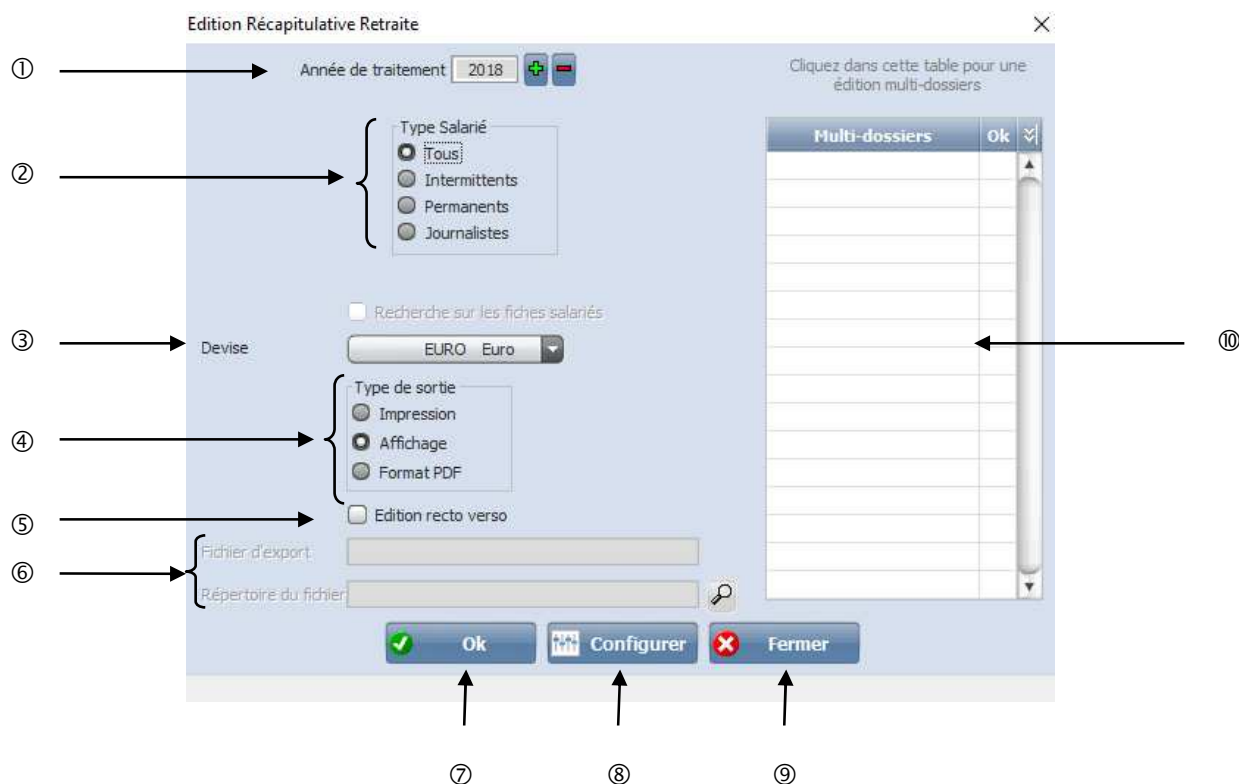 Edition Récapitulative Retraite
① Année de traitement 2018
Cliquez dans cette table pour une
édition multi-dossiers
Multi-dossiers Ok
② Type Salarié
Tous
Intermittents
Permanents
Journalistes
Recherche sur les fiches salariés
③ Devise EURO Euro
⑩
④ Type de sortie
Impression
Affichage
Format PDF
⑤ Edition recto verso
⑥ Fichier d'export
Répertoire du fichier
Ok Configurer Fermer
⑦ ⑧ ⑨